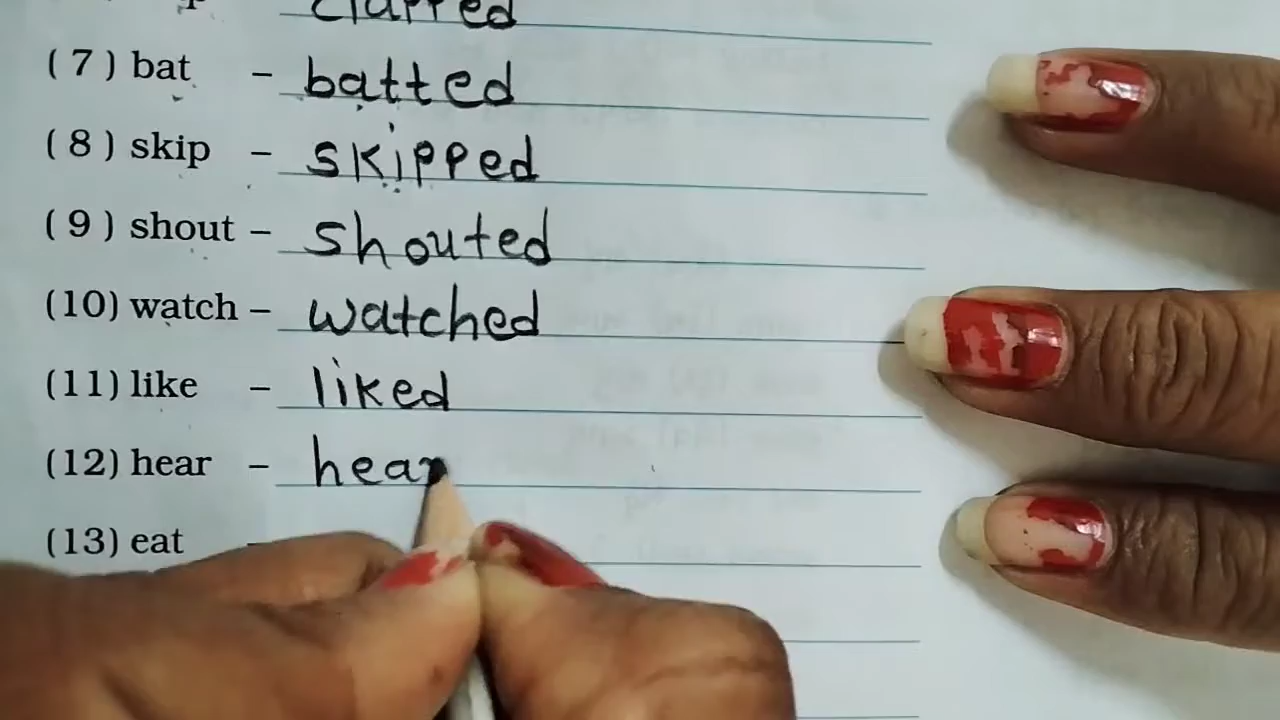 clapped
(7) bat - batted
(8) skip - skipped
(9) shout - shouted
(10) watch - watched
(11) like - liked
(12) hear - hear
(13) eat -